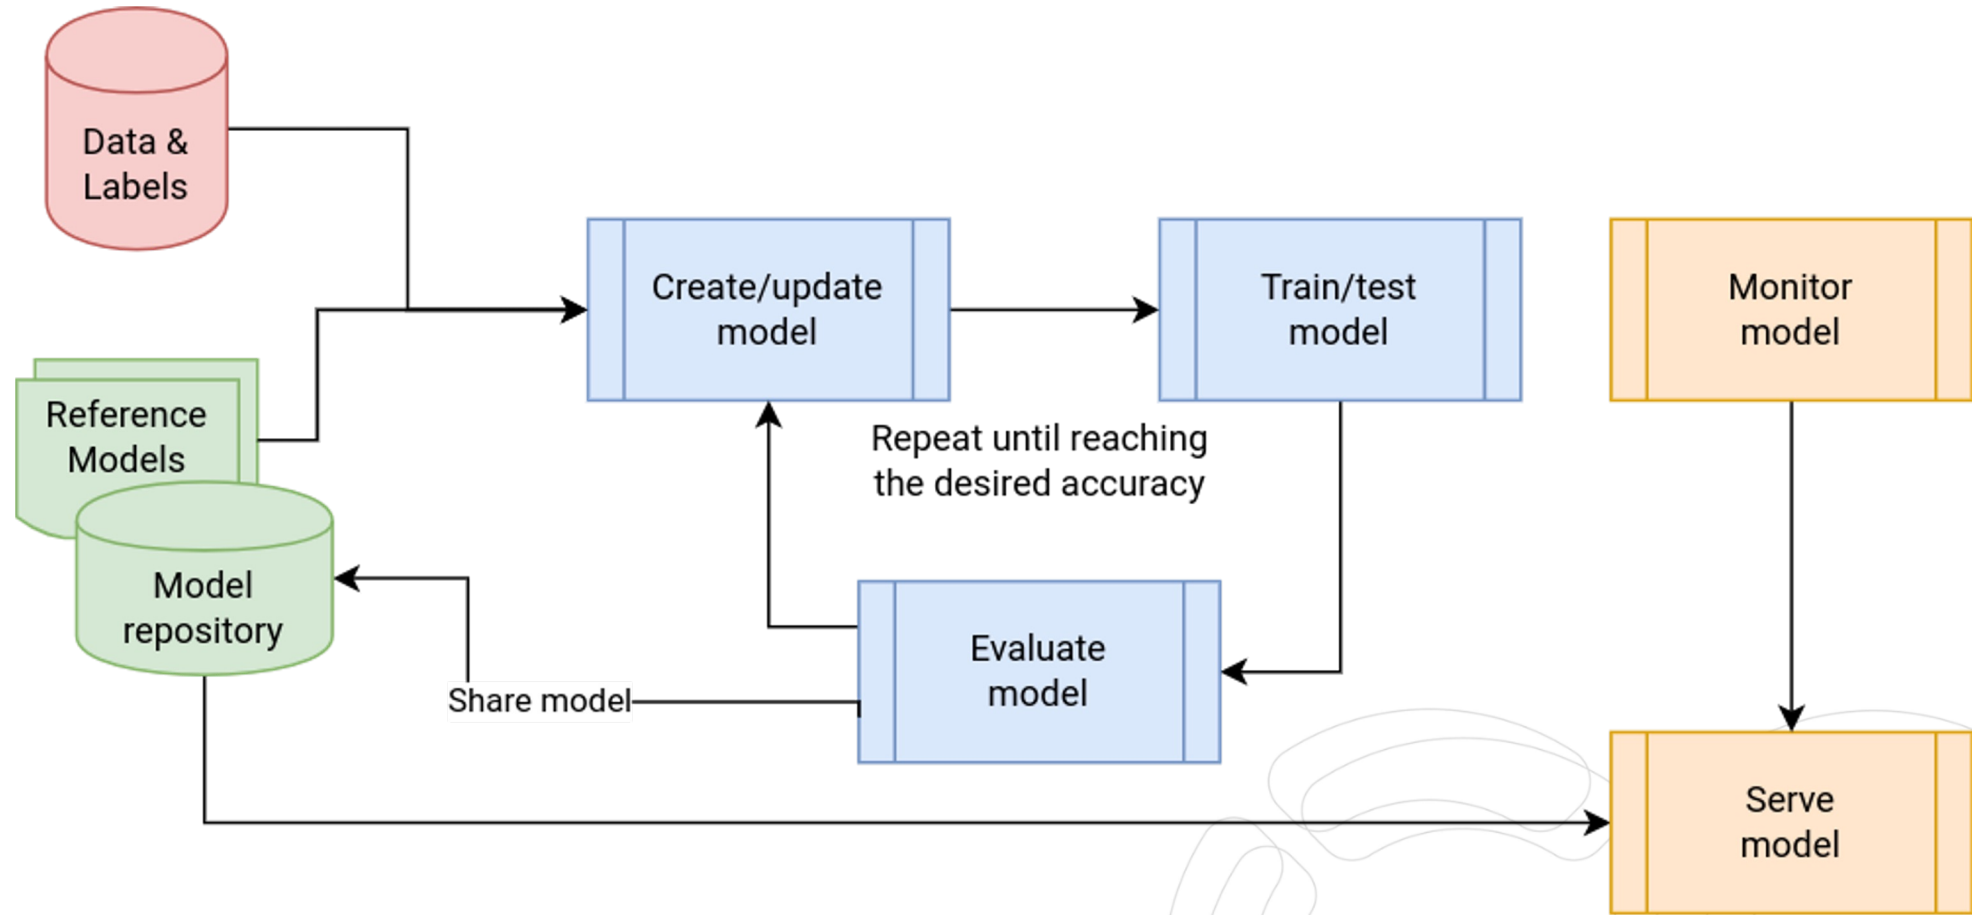 Data &
Labels
Reference
Models
Model
repository
Create/update
model
Train/test
model
Repeat until reaching
the desired accuracy
Evaluate
model
Share model
Monitor
model
Serve
model